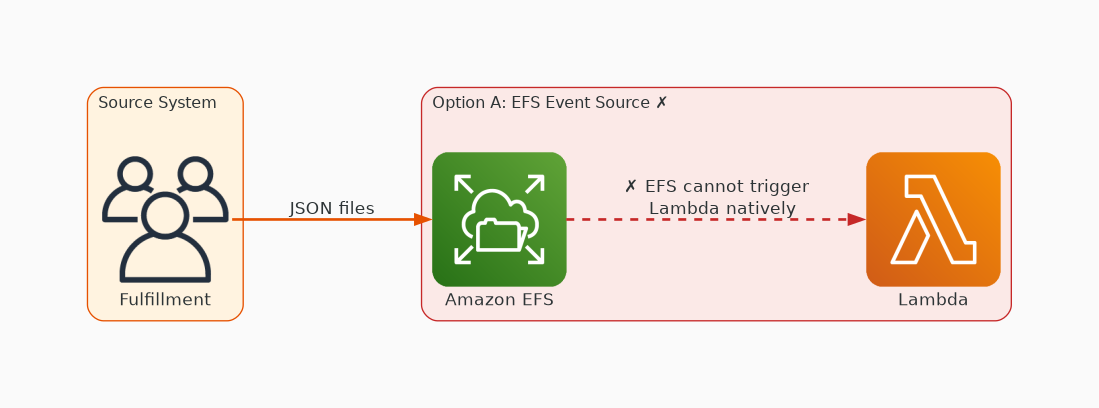 Source System
Option A: EFS Event Source ✗
✗ EFS cannot trigger
Lambda natively
JSON files
Fulfillment
Amazon EFS
Lambda